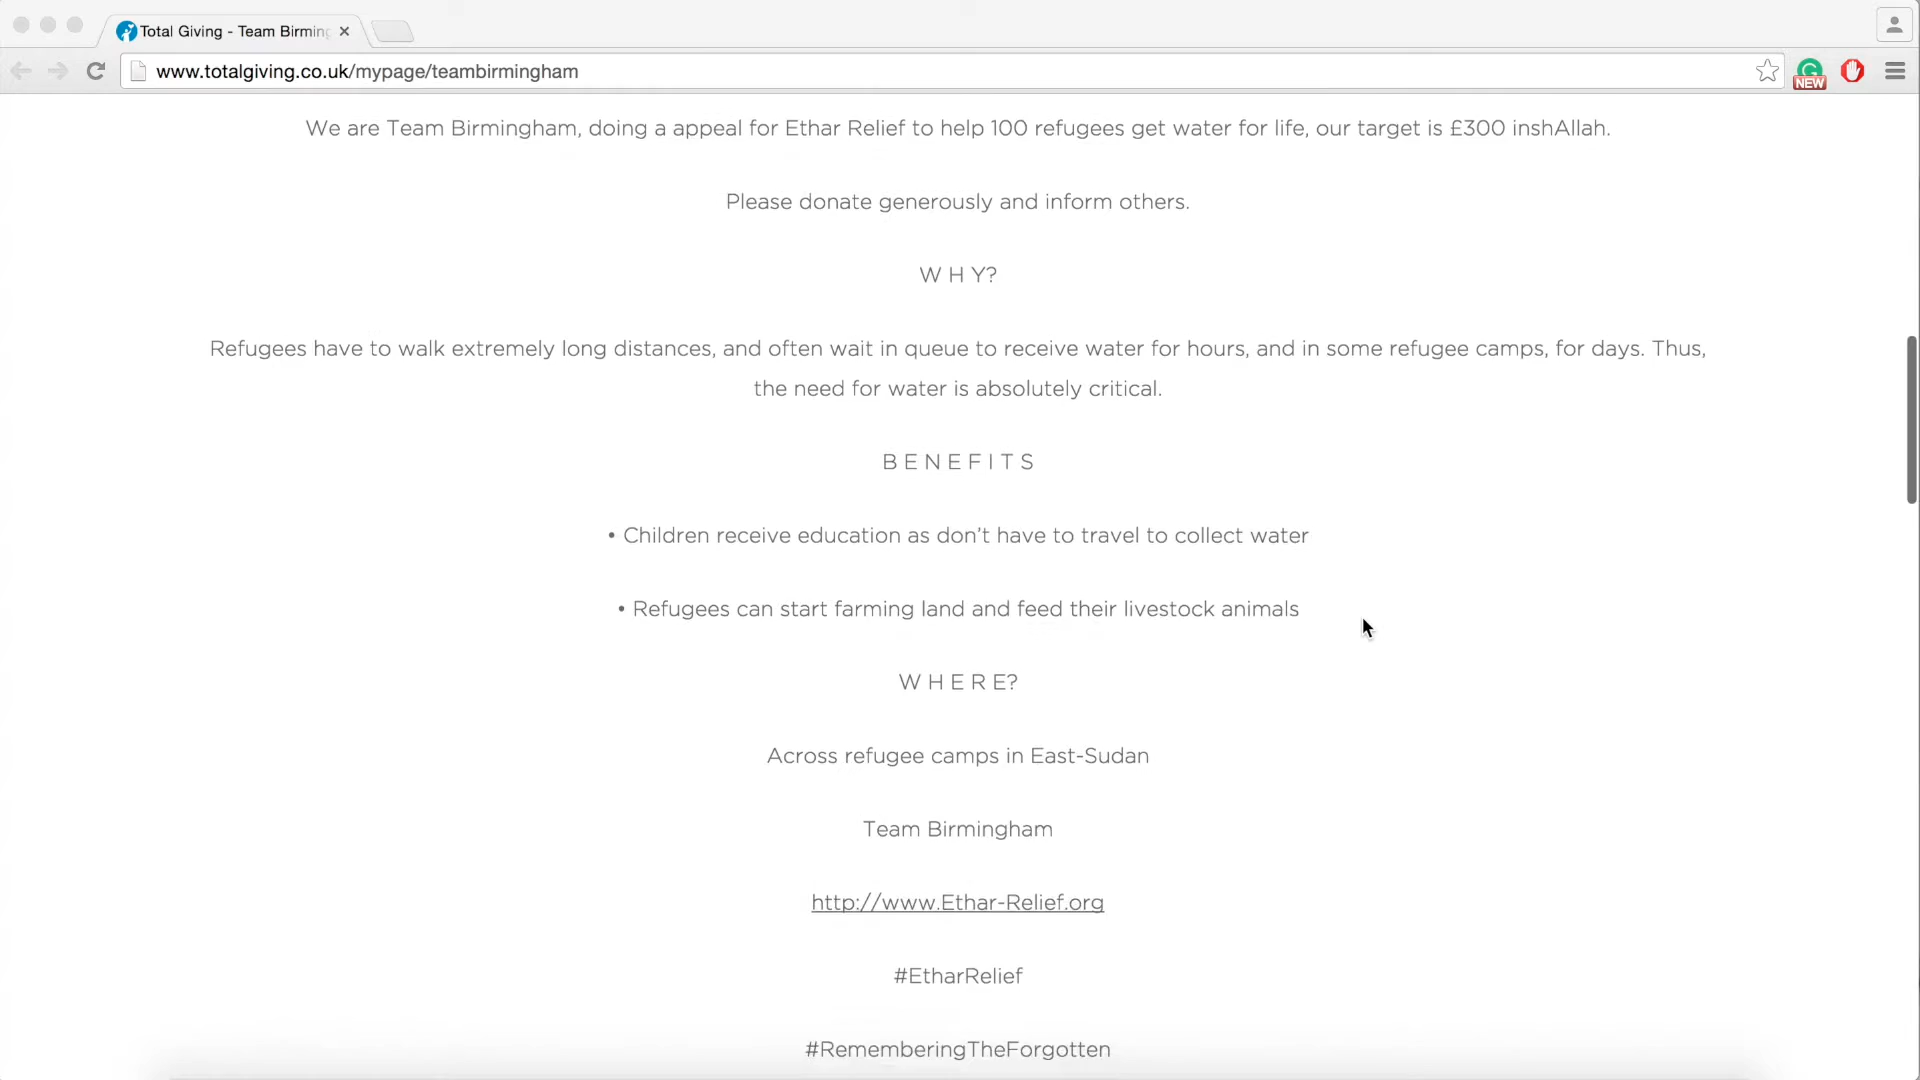 Total Giving - Team Birming
www.totalgiving.co.uk/mypage/teambirmingham
NEW
We are Team Birmingham, doing a appeal for Ethar Relief to help 100 refugees get water for life, our target is £300 inshAllah.
Please donate generously and inform others.
W H Y?
Refugees have to walk extremely long distances, and often wait in queue to receive water for hours, and in some refugee camps, for days. Thus,
the need for water is absolutely critical.
B E N E F I T S
• Children receive education as don’t have to travel to collect water
• Refugees can start farming land and feed their livestock animals
W H E R E?
Across refugee camps in East-Sudan
Team Birmingham
http://www.Ethar-Relief.org
#EtharRelief
#RememberingTheForgotten